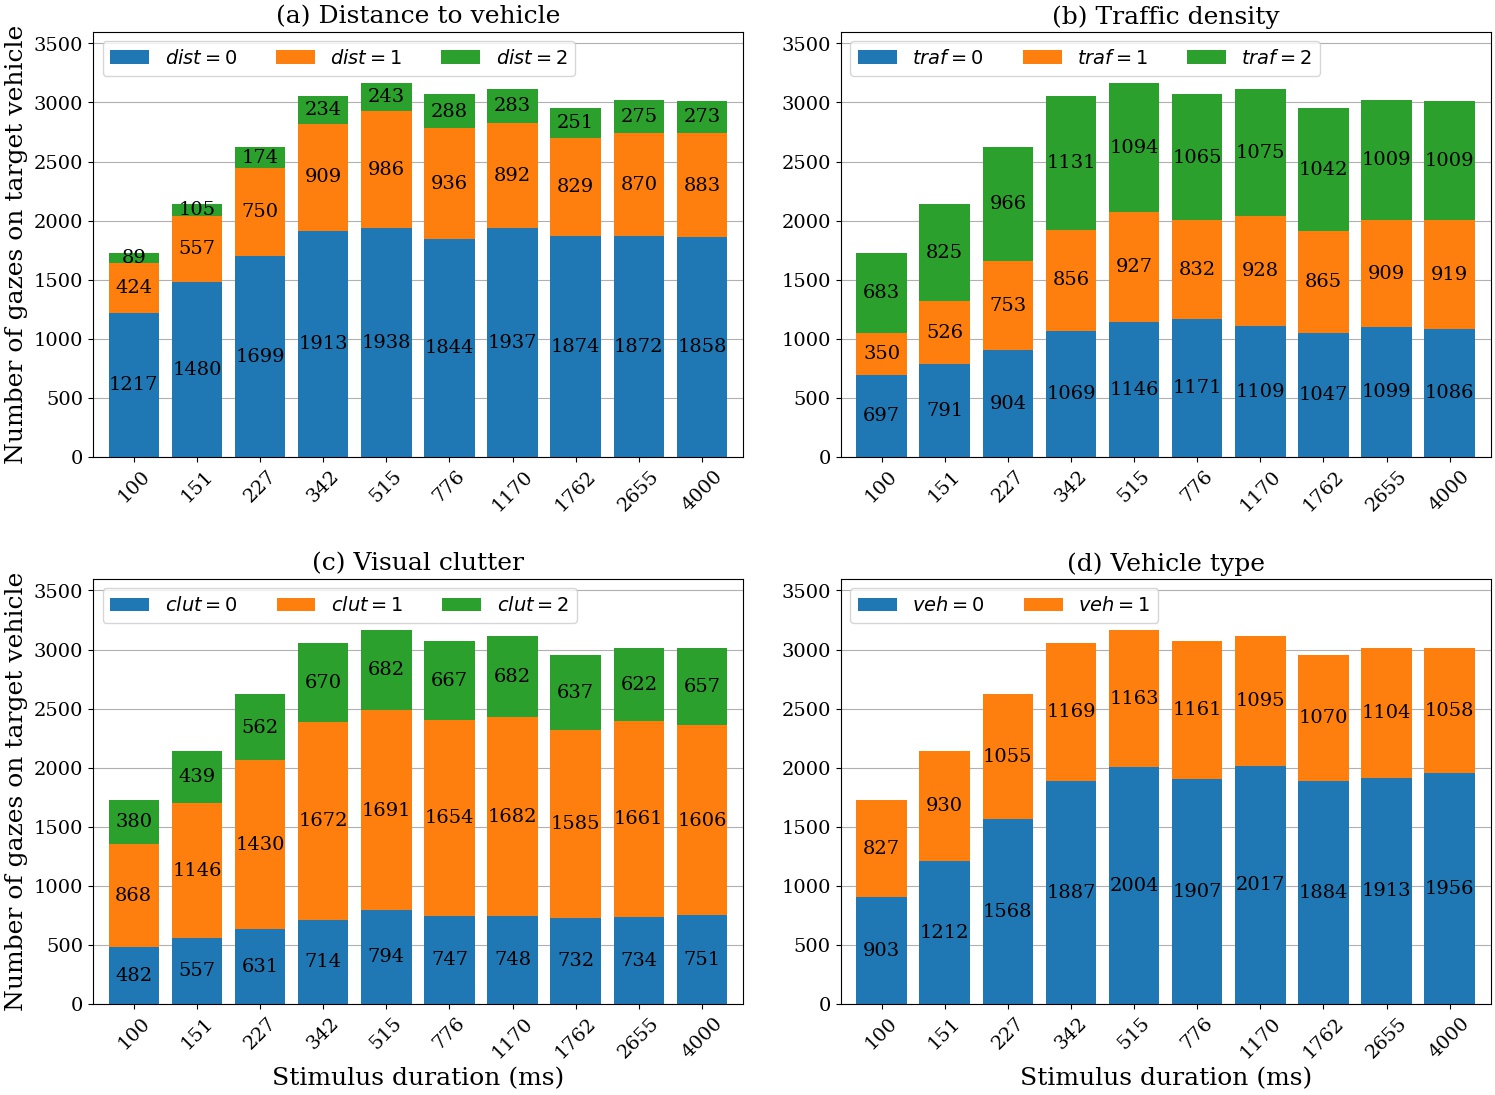 (a) Distance to vehicle
Number of gazes on target vehicle
dist = 0 dist = 1 dist = 2
3500
3000
2500
2000
1500
1000
500
0
89 105 174 234 243 288 283 251 275 273
424 557 750 909 986 936 892 829 870 883
1217 1480 1699 1913 1938 1844 1937 1874 1872 1858
100 151 227 342 515 776 1170 1762 2655 4000
(b) Traffic density
traf = 0 traf = 1 traf = 2
3500
3000
2500
2000
1500
1000
500
0
683 825 966 1131 1094 1065 1075 1042 1009 1009
350 526 753 856 927 832 928 865 909 919
697 791 904 1069 1146 1171 1109 1047 1099 1086
100 151 227 342 515 776 1170 1762 2655 4000
(c) Visual clutter
Number of gazes on target vehicle
clut = 0 clut = 1 clut = 2
3500
3000
2500
2000
1500
1000
500
0
380 439 562 670 682 667 682 637 622 657
868 1146 1430 1672 1691 1654 1682 1585 1661 1606
482 557 631 714 794 747 748 732 734 751
100 151 227 342 515 776 1170 1762 2655 4000
Stimulus duration (ms)
(d) Vehicle type
veh = 0 veh = 1
3500
3000
2500
2000
1500
1000
500
0
827 930 1055 1169 1163 1161 1095 1070 1104 1058
903 1212 1568 1887 2004 1907 2017 1884 1913 1956
100 151 227 342 515 776 1170 1762 2655 4000
Stimulus duration (ms)